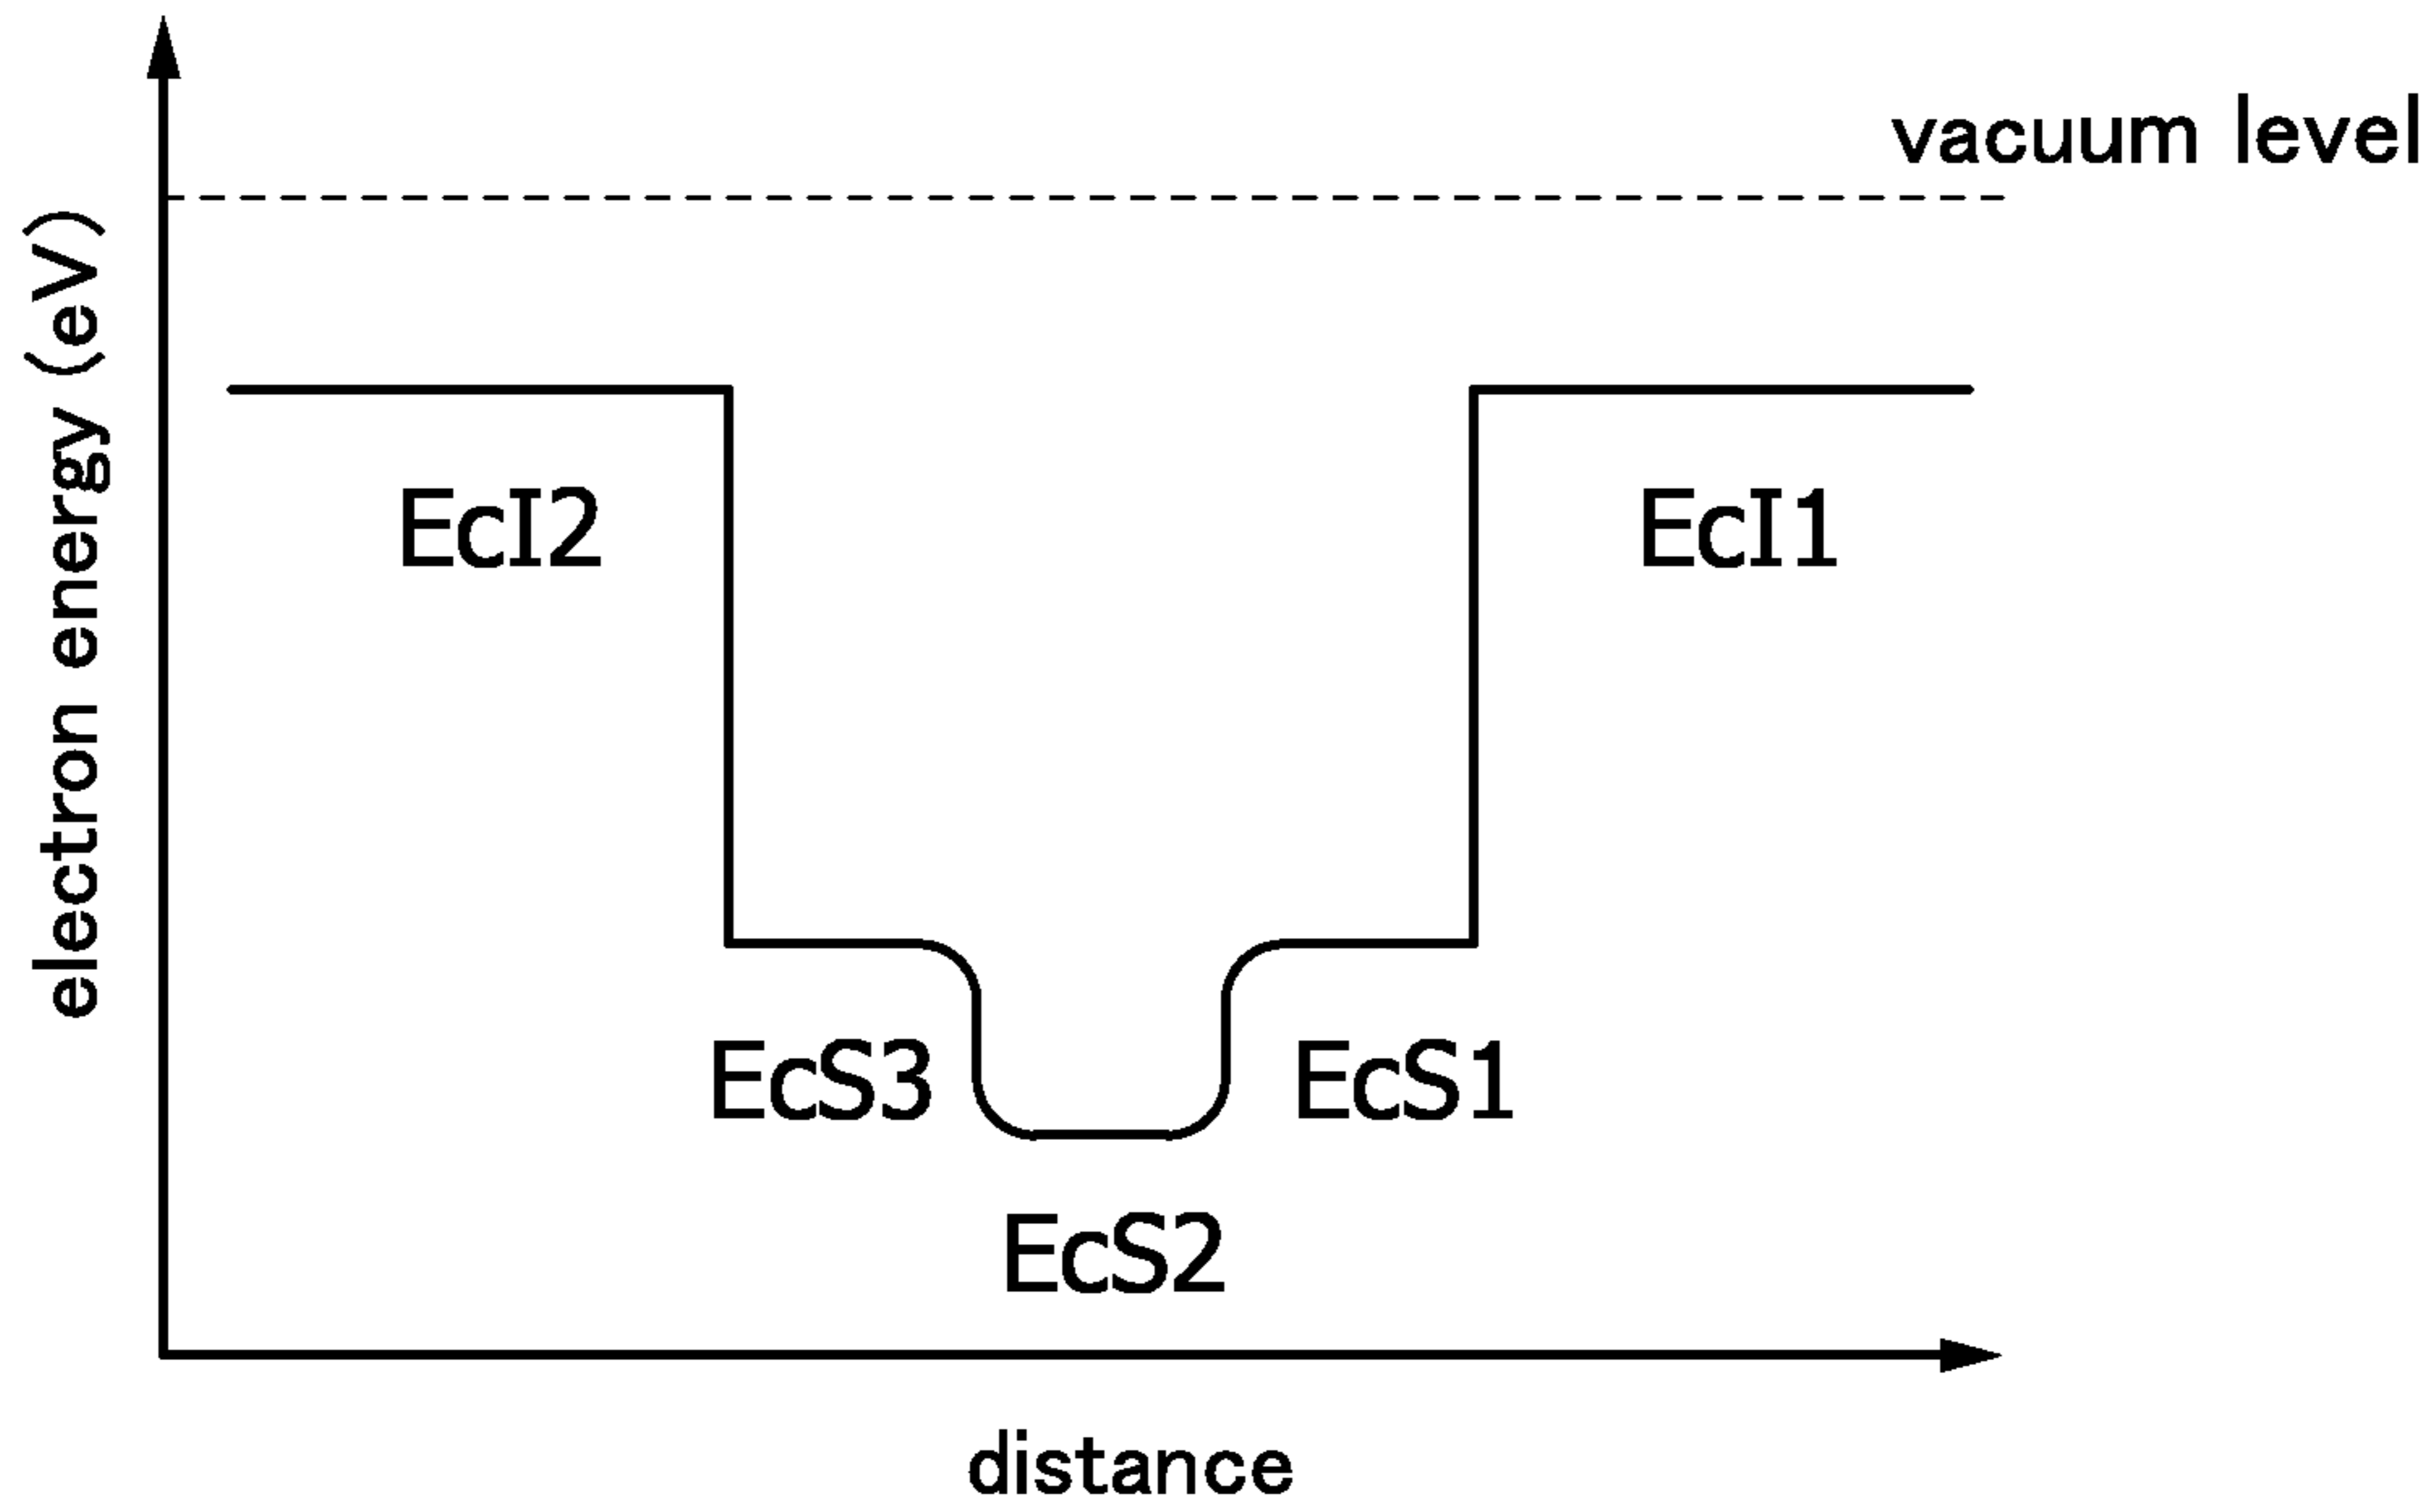 vacuum level
electron energy (eV)
EcI2
EcI1
EcS3
EcS1
EcS2
distance